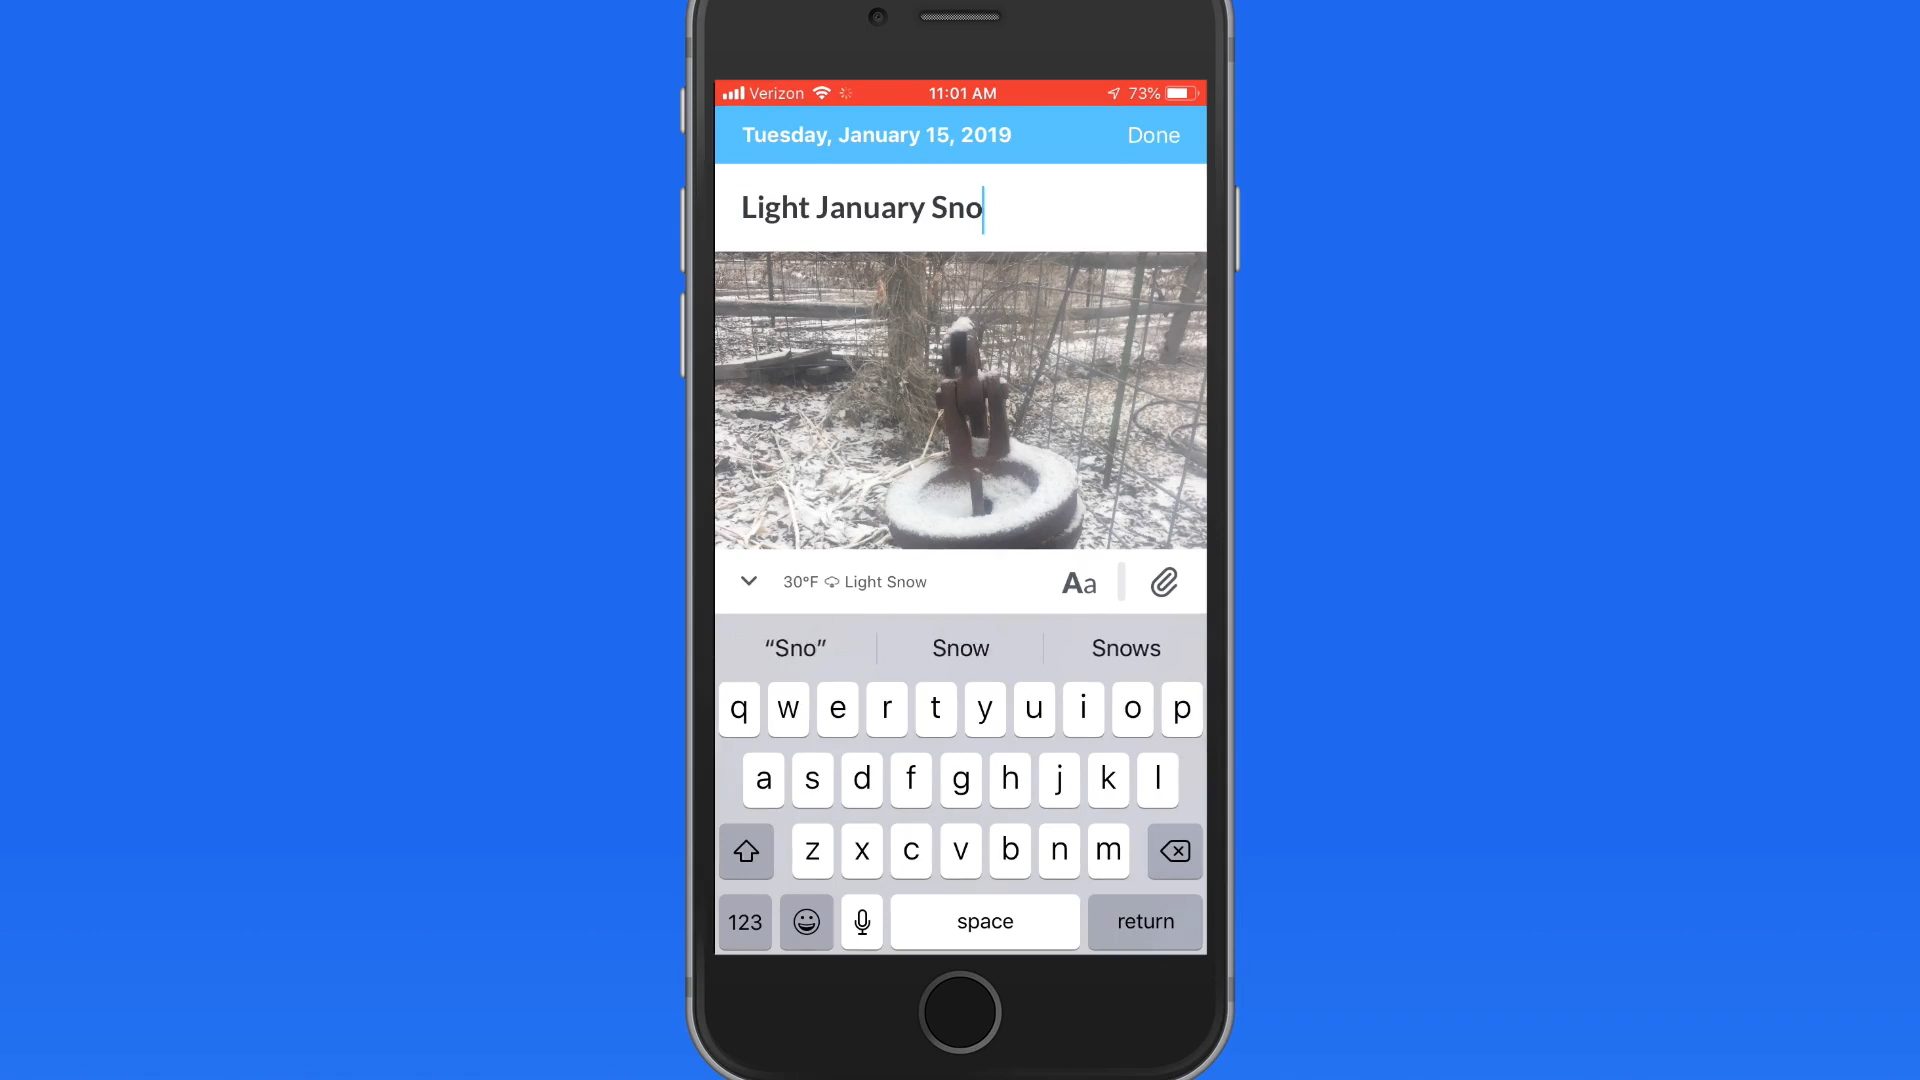 Verizon 11:01 AM 73%
Tuesday, January 15, 2019 Done
Light January Sno
30°F Light Snow Aa
“Sno” Snow Snows
q w e r t y u i o p
a s d f g h j k l
z x c v b n m
123 space return